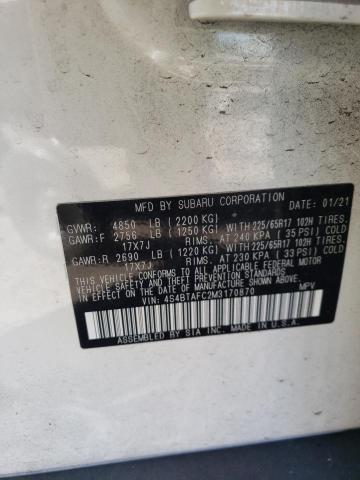 MFD BY SUBARU CORPORATION 01/21
GVWR: 4850 LB (2200 KG)
GAWR:F 2756 LB (1250 KG) WITH 225/65R17 102H TIRES.
17X7J RIMS. AT 240 KPA (35 PSI) COLD
GAWR:R 2690 LB (1220 KG) WITH 225/65R17 102H TIRES.
17X7J RIMS. AT 230 KPA (33 PSI) COLD
THIS VEHICLE CONFORMS TO ALL APPLICABLE FEDERAL MOTOR
VEHICLE SAFETY AND BUMPER STANDARDS IN EFFECT ON THE DATE OF
MANUFACTURE SHOWN ABOVE.
VIN: 4S4BTAFC2M3170870 MPV
ASSEMBLED BY SIA INC. MADE IN U.S.A.